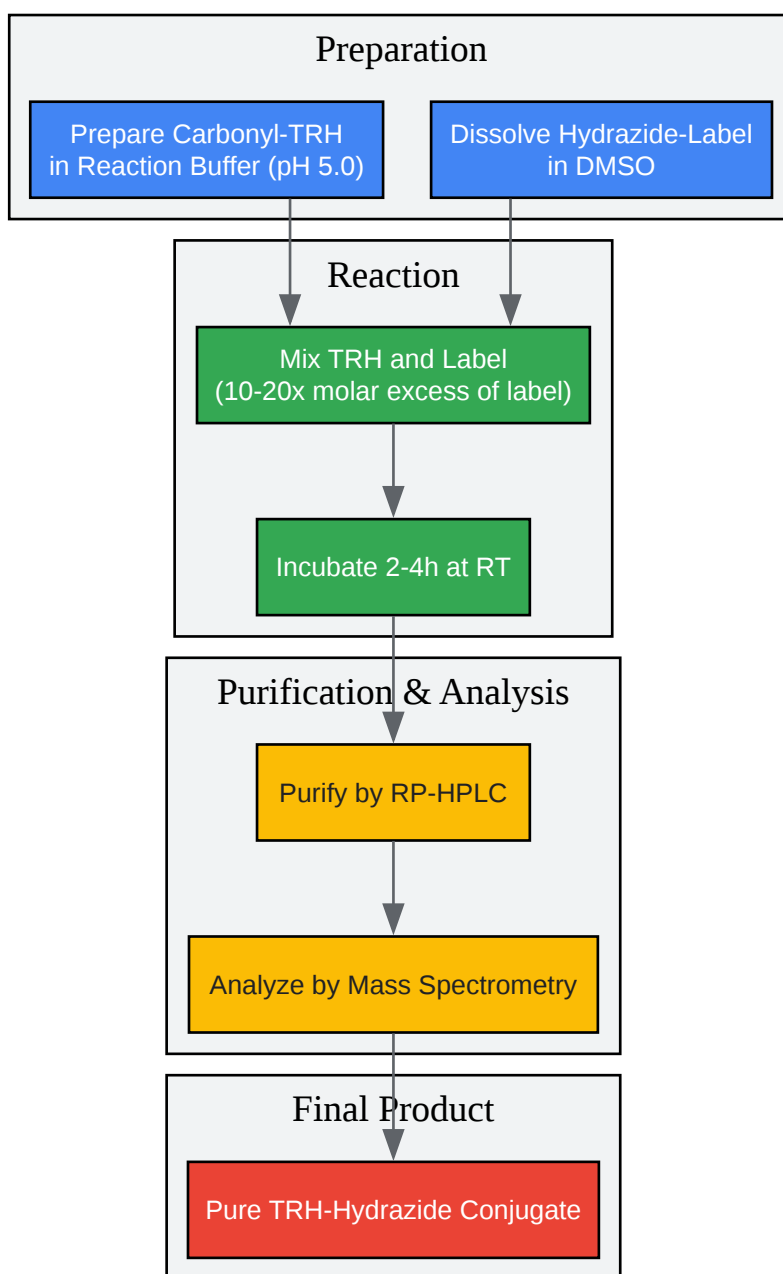 Preparation
Prepare Carbonyl-TRH
in Reaction Buffer (pH 5.0)
Dissolve Hydrazide-Label
in DMSO
Reaction
Mix TRH and Label
(10-20x molar excess of label)
Incubate 2-4h at RT
Purification & Analysis
Purify by RP-HPLC
Analyze by Mass Spectrometry
Final Product
Pure TRH-Hydrazide Conjugate